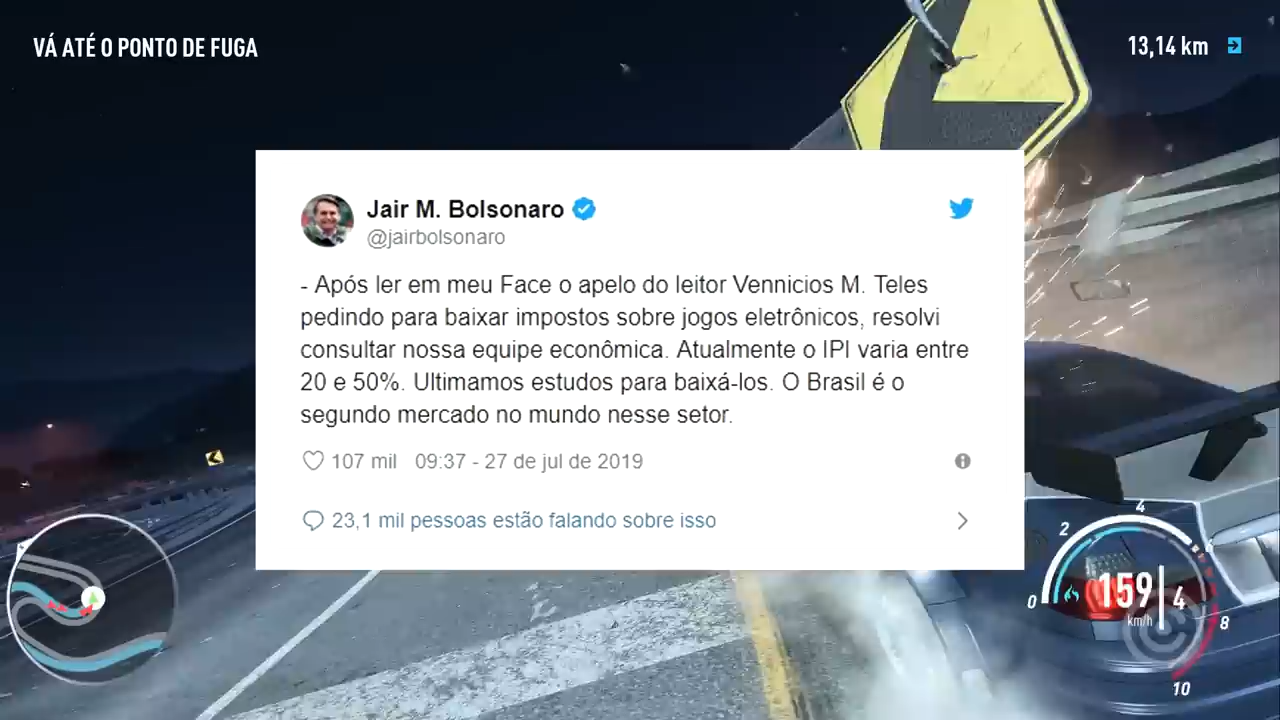 VÁ ATÉ O PONTO DE FUGA
13,14 km
Jair M. Bolsonaro
@jairbolsonaro
- Após ler em meu Face o apelo do leitor Vennicios M. Teles
pedindo para baixar impostos sobre jogos eletrônicos, resolvi
consultar nossa equipe econômica. Atualmente o IPI varia entre
20 e 50%. Ultimamos estudos para baixá-los. O Brasil é o
segundo mercado no mundo nesse setor.
107 mil 09:37 - 27 de jul de 2019
23,1 mil pessoas estão falando sobre isso
0
2
4
159 4
km/h
8
10